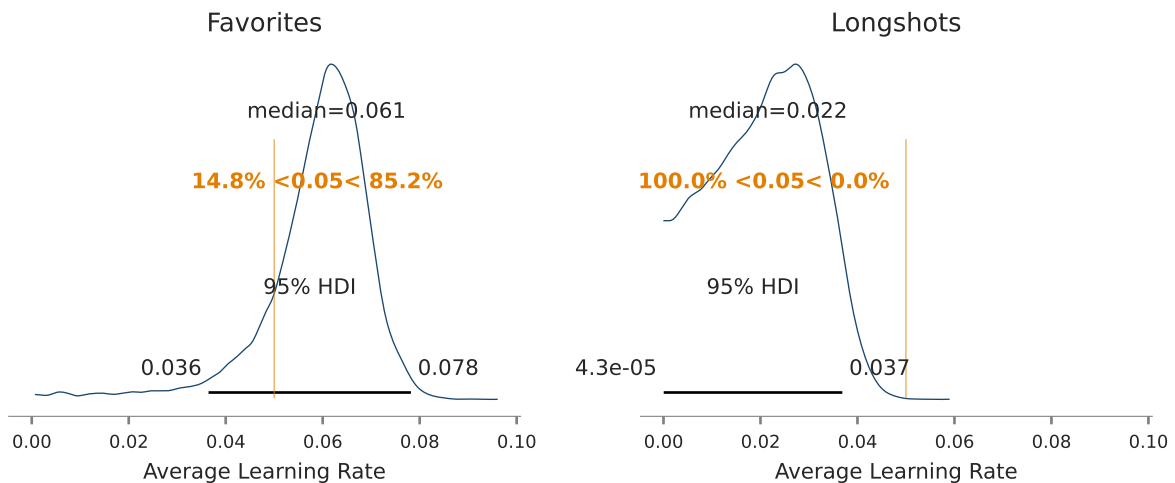 Favorites
median=0.061
14.8% <0.05< 85.2%
95% HDI
0.036
0.078
0.00 0.02 0.04 0.06 0.08 0.10
Average Learning Rate
Longshots
median=0.022
100.0% <0.05< 0.0%
95% HDI
4.3e-05
0.037
0.00 0.02 0.04 0.06 0.08 0.10
Average Learning Rate